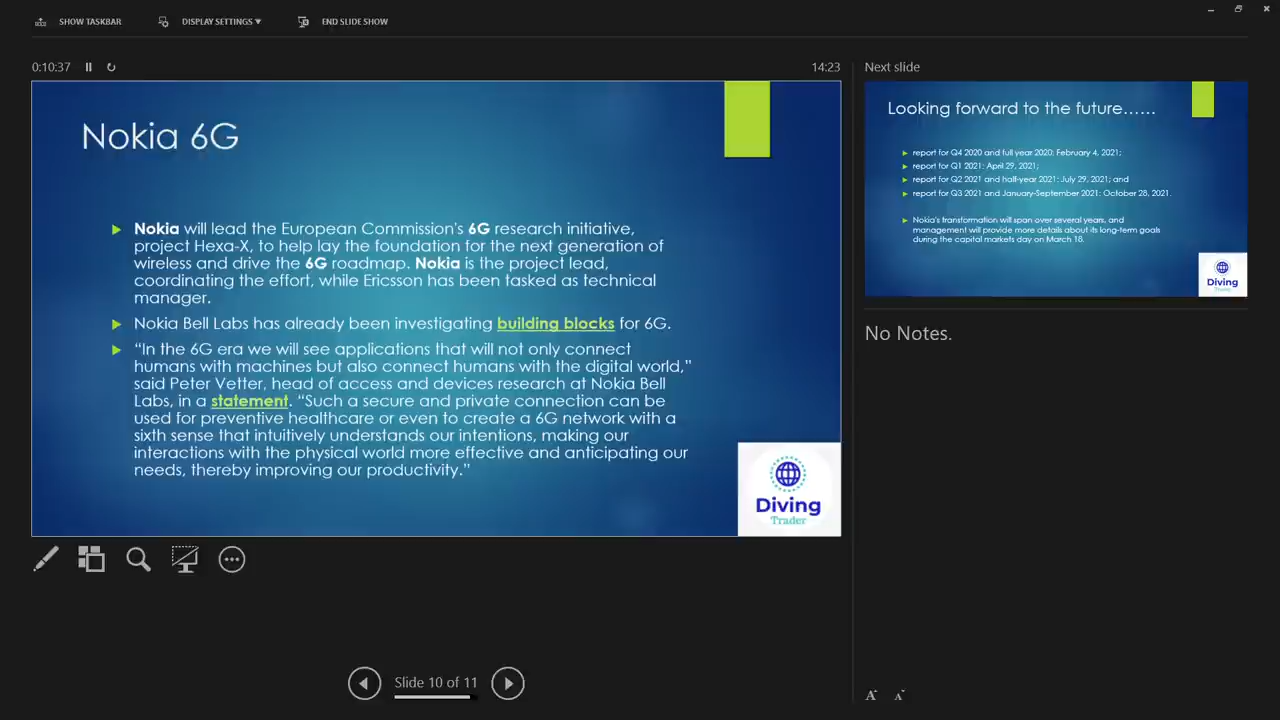 SHOW TASKBAR
DISPLAY SETTINGS ▼
END SLIDE SHOW
0:10:37
14:23
Nokia 6G
Nokia will lead the European Commission's 6G research initiative,
project Hexa-X, to help lay the foundation for the next generation of
wireless and drive the 6G roadmap. Nokia is the project lead,
coordinating the effort, while Ericsson has been tasked as technical
manager.
Nokia Bell Labs has already been investigating building blocks for 6G.
“In the 6G era we will see applications that will not only connect
humans with machines but also connect humans with the digital world,”
said Peter Vetter, head of access and devices research at Nokia Bell
Labs, in a statement. “Such a secure and private connection can be
used for preventive healthcare or even to create a 6G network with a
sixth sense that intuitively understands our intentions, making our
interactions with the physical world more effective and anticipating our
needs, thereby improving our productivity.”
Diving
Trader
Slide 10 of 11
Next slide
Looking forward to the future......
report for Q4 2020 and full year 2020: February 4, 2021;
report for Q1 2021: April 29, 2021;
report for Q2 2021 and half-year 2021: July 29, 2021; and
report for Q3 2021 and January-September 2021: October 28, 2021.
Nokia's transformation will span over several years, and
management will provide more details about its long-term goals
during the capital markets day on March 18.
Diving
Trader
No Notes.
A
A